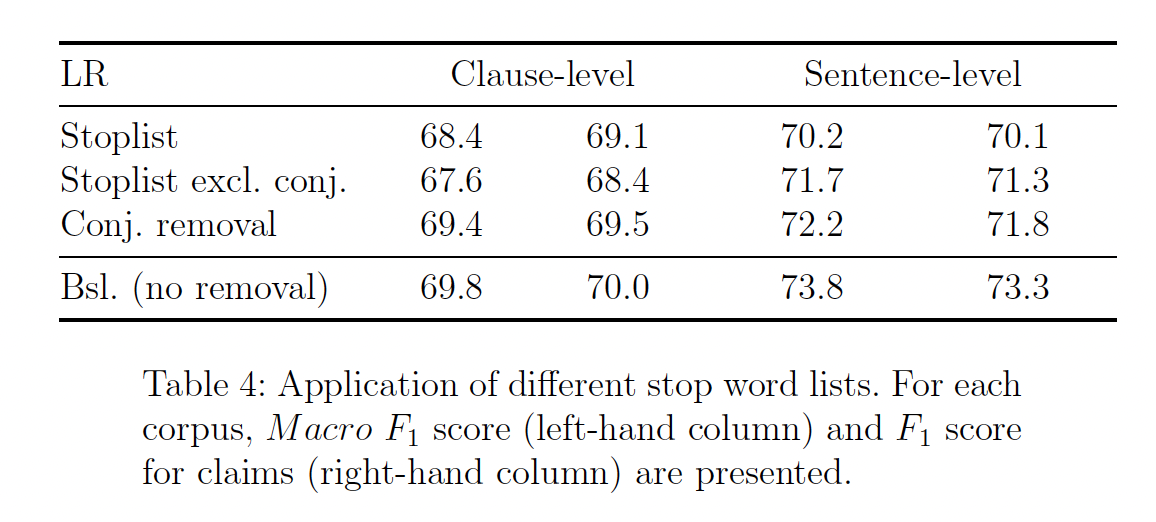 LR Clause-level Sentence-level
Stoplist 68.4 69.1 70.2 70.1
Stoplist excl. conj. 67.6 68.4 71.7 71.3
Conj. removal 69.4 69.5 72.2 71.8
Bsl. (no removal) 69.8 70.0 73.8 73.3
Table 4: Application of different stop word lists. For each
corpus, Macro F₁ score (left-hand column) and F₁ score
for claims (right-hand column) are presented.